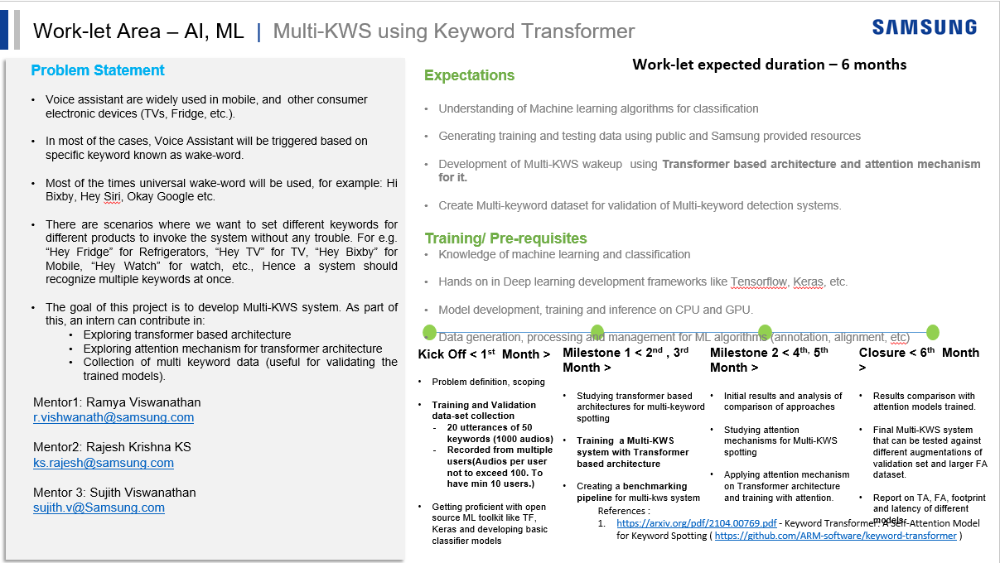 Work-let Area – AI, ML | Multi-KWS using Keyword Transformer
SAMSUNG
Problem Statement
• Voice assistant are widely used in mobile, and other consumer
electronic devices (TVs, Fridge, etc.).
• In most of the cases, Voice Assistant will be triggered based on
specific keyword known as wake-word.
• Most of the times universal wake-word will be used, for example: Hi
Bixby, Hey Siri, Okay Google etc.
• There are scenarios where we want to set different keywords for
different products to invoke the system without any trouble. For e.g.
“Hey Fridge” for Refrigerators, “Hey TV” for TV, “Hey Bixby” for
Mobile, “Hey Watch” for watch, etc., Hence a system should
recognize multiple keywords at once.
• The goal of this project is to develop Multi-KWS system. As part of
this, an intern can contribute in:
• Exploring transformer based architecture
• Exploring attention mechanism for transformer architecture
• Collection of multi keyword data (useful for validating the
trained models).
Mentor1: Ramya Viswanathan
r.vishwanath@samsung.com
Mentor2: Rajesh Krishna KS
ks.rajesh@samsung.com
Mentor 3: Sujith Viswanathan
sujith.v@Samsung.com
Work-let expected duration – 6 months
Expectations
• Understanding of Machine learning algorithms for classification
• Generating training and testing data using public and Samsung provided resources
• Development of Multi-KWS wakeup using Transformer based architecture and attention mechanism
for it.
• Create Multi-keyword dataset for validation of Multi-keyword detection systems.
Training/ Pre-requisites
• Knowledge of machine learning and classification
• Hands on in Deep learning development frameworks like Tensorflow, Keras, etc.
• Model development, training and inference on CPU and GPU.
• Data generation, processing and management for ML algorithms (annotation, alignment, etc)
Kick Off < 1st Month >
• Problem definition, scoping
• Training and Validation
data-set collection
- 20 utterances of 50
keywords (1000 audios)
- Recorded from multiple
users(Audios per user
not to exceed 100. To
have min 10 users.)
• Getting proficient with open
source ML toolkit like TF,
Keras and developing basic
classifier models
Milestone 1 < 2nd , 3rd
Month >
• Studying transformer based
architectures for multi-keyword
spotting
• Training a Multi-KWS
system with Transformer
based architecture
• Creating a benchmarking
pipeline for multi-kws system
Milestone 2 < 4th, 5th
Month >
• Initial results and analysis of
comparison of approaches
• Studying attention
mechanisms for Multi-KWS
spotting
• Applying attention mechanism
on Transformer architecture
and training with attention.
Closure < 6th Month
>
• Results comparison with
attention models trained.
• Final Multi-KWS system
that can be tested against
different augmentations of
validation set and larger FA
dataset.
• Report on TA, FA, footprint
and latency of different
models.
References :
1. https://arxiv.org/pdf/2104.00769.pdf - Keyword Transformer: A Self-Attention Model
for Keyword Spotting ( https://github.com/ARM-software/keyword-transformer )